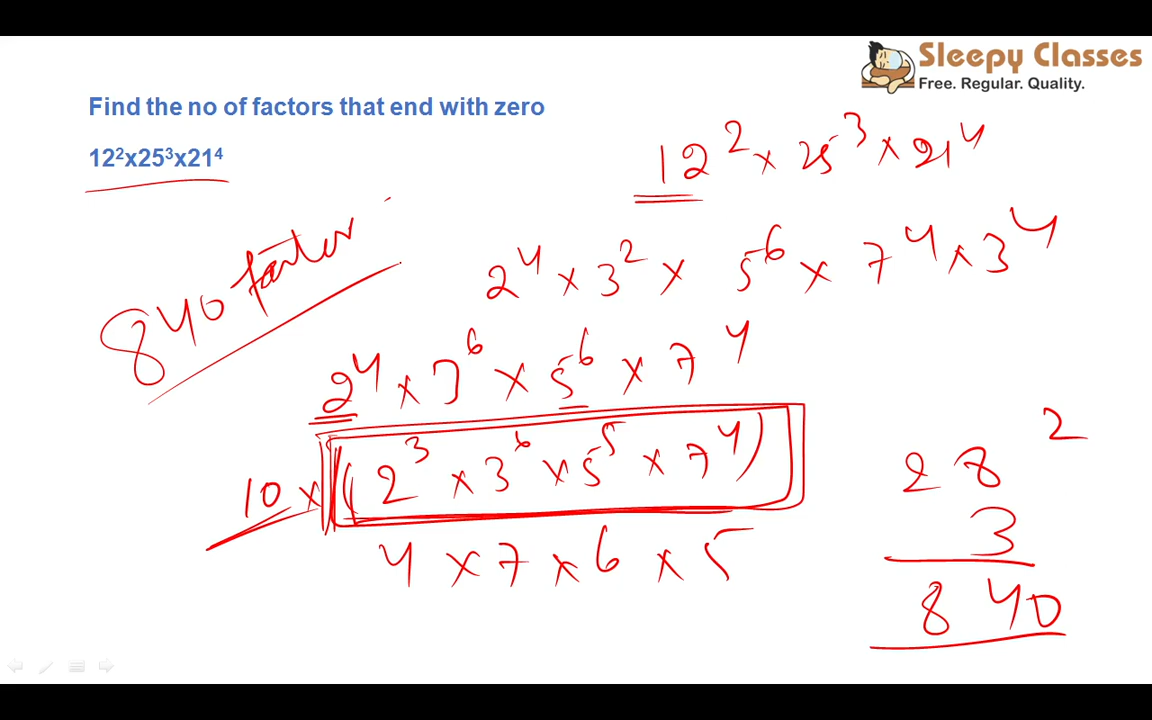 Sleepy Classes
Free. Regular. Quality.
Find the no of factors that end with zero
12²x25³x21⁴
12² x 25³ x 21⁴
2⁴ x 3² x 5⁶ x 7⁴ x 3⁴
840 factor
2⁴ x 3⁶ x 5⁶ x 7⁴
10 x (2³ x 3⁶ x 5⁵ x 7⁴)
4 x 7 x 6 x 5
2
28
3
840